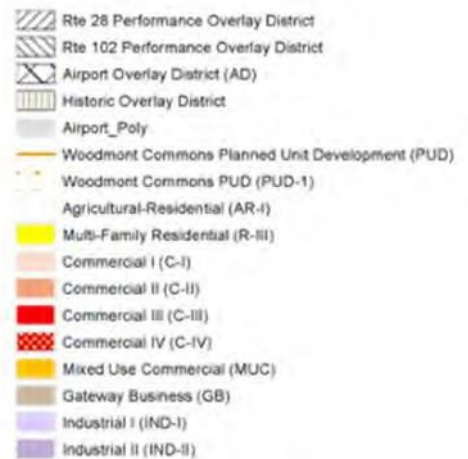 Rte 28 Performance Overlay District
Rte 102 Performance Overlay District
Airport Overlay District (AD)
Historic Overlay District
Airport_Poly
Woodmont Commons Planned Unit Development (PUD)
Woodmont Commons PUD (PUD-1)
Agricultural-Residential (AR-I)
Multi-Family Residential (R-III)
Commercial I (C-I)
Commercial II (C-II)
Commercial III (C-III)
Commercial IV (C-IV)
Mixed Use Commercial (MUC)
Gateway Business (GB)
Industrial I (IND-I)
Industrial II (IND-II)